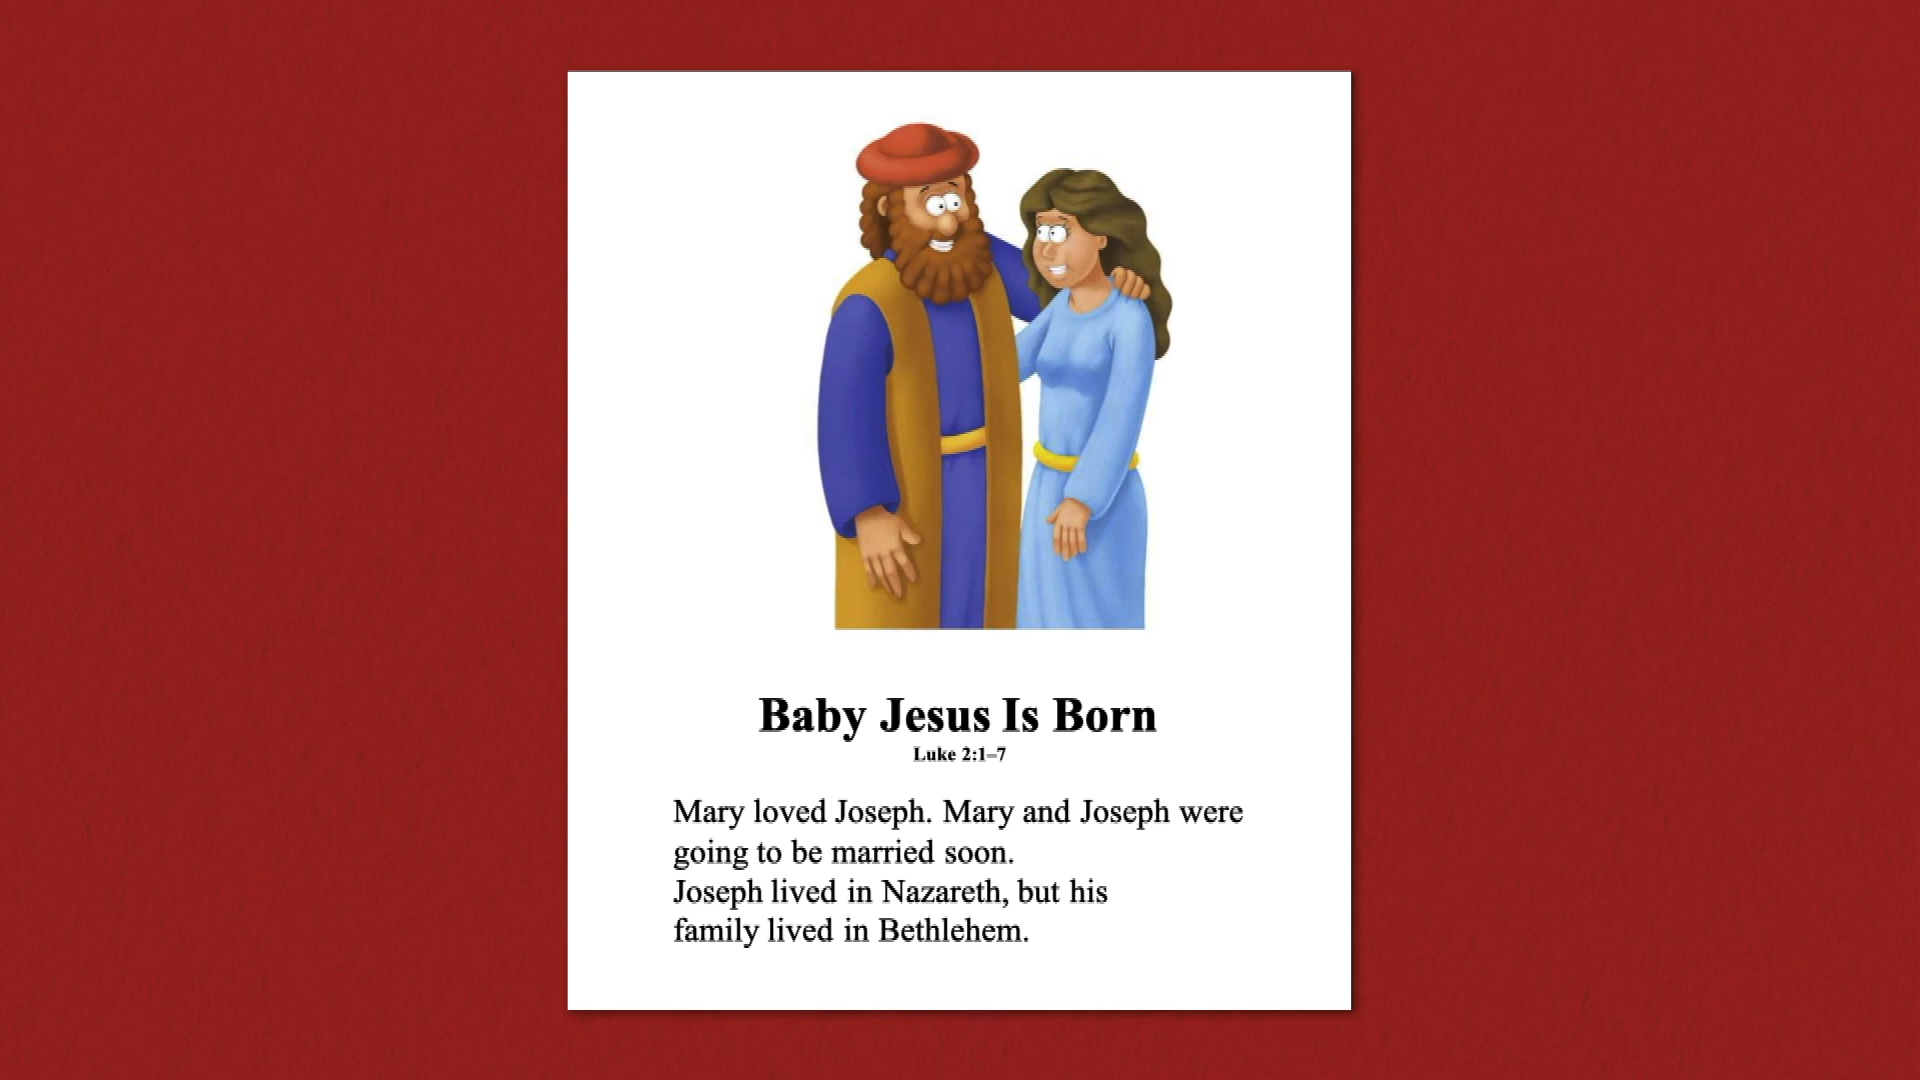 Baby Jesus Is Born
Luke 2:1–7
Mary loved Joseph. Mary and Joseph were
going to be married soon.
Joseph lived in Nazareth, but his
family lived in Bethlehem.